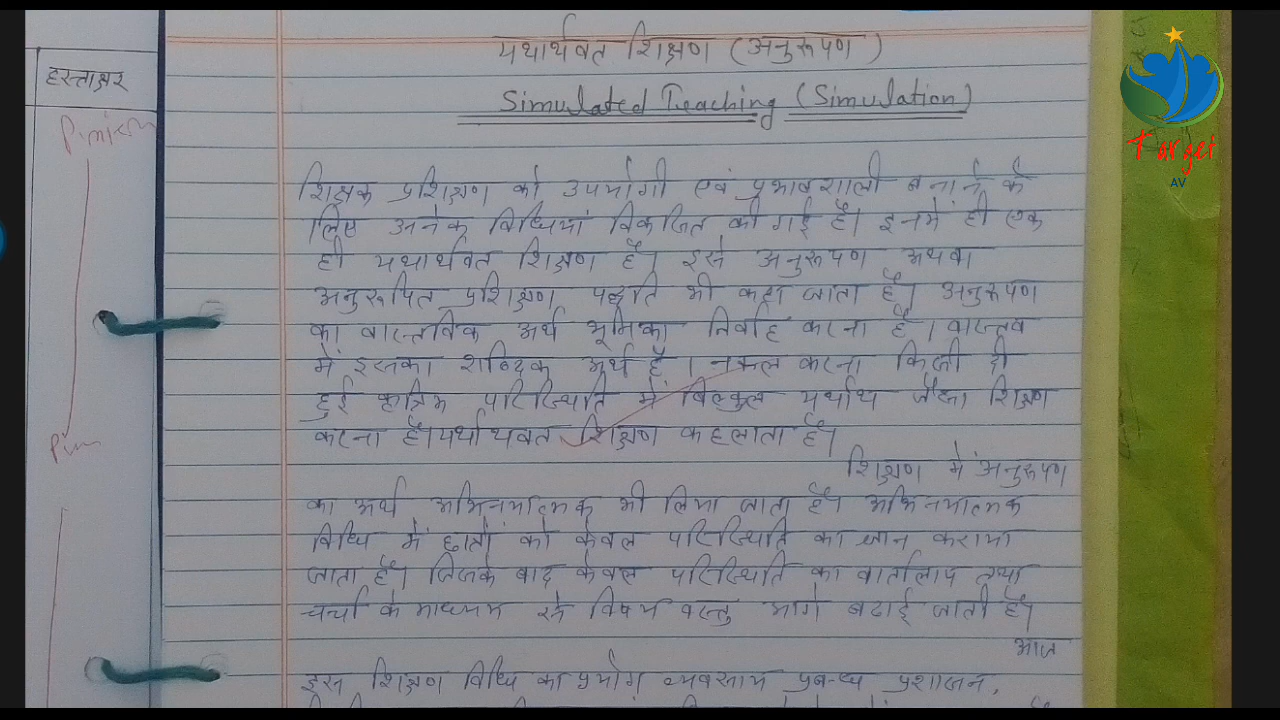 हस्ताक्षर
यथार्थवत शिक्षण (अनुरूपण)
Simulated Teaching (Simulation)
शिक्षक प्रशिक्षण को उपयोगी एवं प्रभावशाली बनाने के
लिए अनेक विधियां विकसित की गई है। इनमें ही एक
ही यथार्थवत शिक्षण है। इसे अनुरूपण अथवा
अनुरूपित प्रशिक्षण पद्धति भी कहा जाता है। अनुरूपण
का वास्तविक अर्थ भूमिका निर्वाह करना है। वास्तव
में इसका शाब्दिक अर्थ है। नकल करना किसी दी
हुई कृत्रिम परिस्थिति में बिल्कुल यर्थाथ जैसा शिक्षण
करना है। यर्थाथवत शिक्षण कहलाता है।
शिक्षण में अनुरूपण
का अर्थ अभिनयात्मक भी लिया जाता है। अभिनयात्मक
विधि में छात्रों को केवल परिस्थिति का ज्ञान कराया
जाता है। जिसके बाद केवल परिस्थिति का वार्तालाप तथा
चर्चा के माध्यम से विषय वस्तु आगे बढाई जाती है।
आज
इस शिक्षण विधि का प्रयोग व्यवसाय प्रबन्ध प्रशासन,
Target
AV